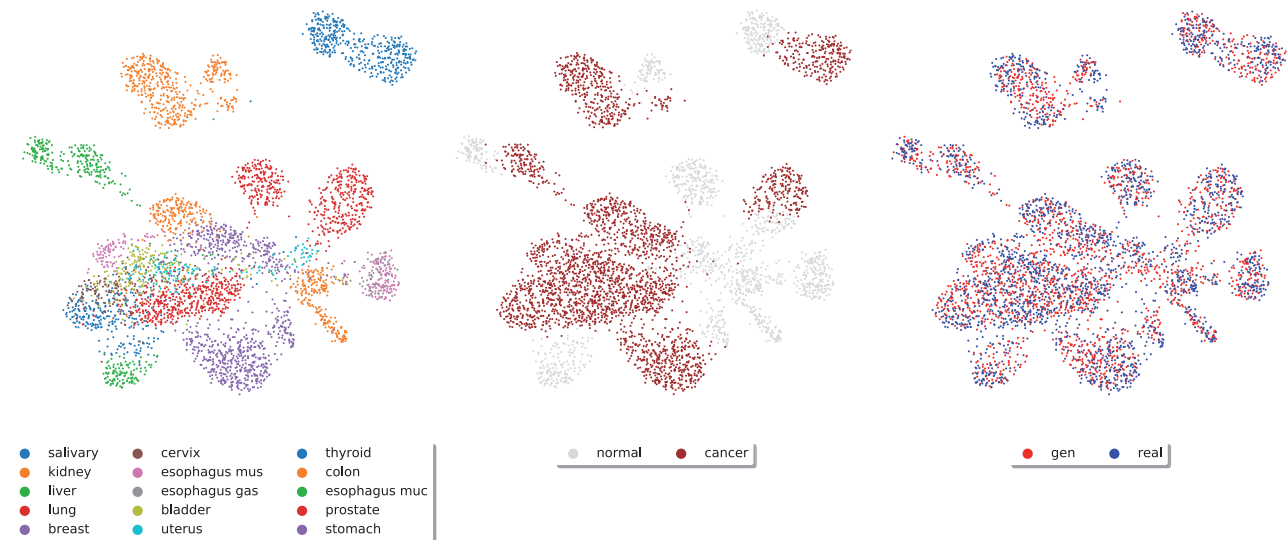 salivary cervix thyroid
kidney esophagus mus colon
liver esophagus gas esophagus muc
lung bladder prostate
breast uterus stomach
normal cancer
gen real